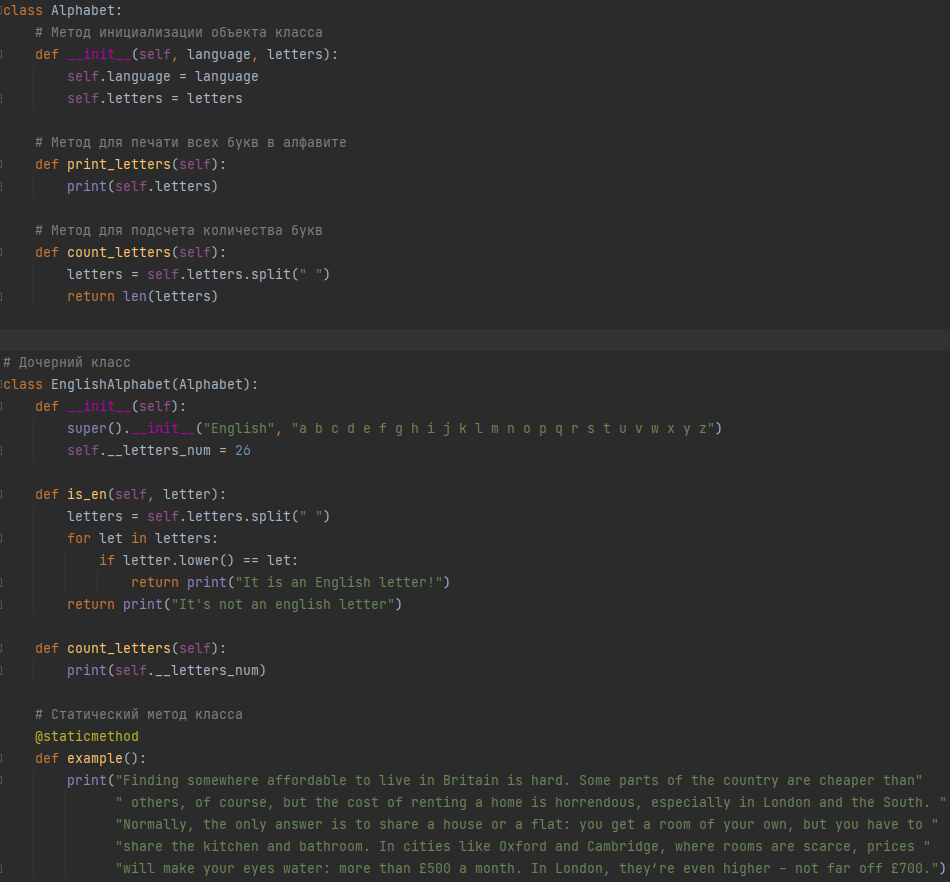 class Alphabet:
    # Метод инициализации объекта класса
    def __init__(self, language, letters):
        self.language = language
        self.letters = letters

    # Метод для печати всех букв в алфавите
    def print_letters(self):
        print(self.letters)

    # Метод для подсчета количества букв
    def count_letters(self):
        letters = self.letters.split(" ")
        return len(letters)

# Дочерний класс
class EnglishAlphabet(Alphabet):
    def __init__(self):
        super().__init__("English", "a b c d e f g h i j k l m n o p q r s t u v w x y z")
        self.__letters_num = 26

    def is_en(self, letter):
        letters = self.letters.split(" ")
        for let in letters:
            if letter.lower() == let:
                return print("It is an English letter!")
        return print("It's not an english letter")

    def count_letters(self):
        print(self.__letters_num)

    # Статический метод класса
    @staticmethod
    def example():
        print("Finding somewhere affordable to live in Britain is hard. Some parts of the country are cheaper than"
              " others, of course, but the cost of renting a home is horrendous, especially in London and the South. "
              "Normally, the only answer is to share a house or a flat: you get a room of your own, but you have to "
              "share the kitchen and bathroom. In cities like Oxford and Cambridge, where rooms are scarce, prices "
              "will make your eyes water: more than £500 a month. In London, they’re even higher – not far off £700.")